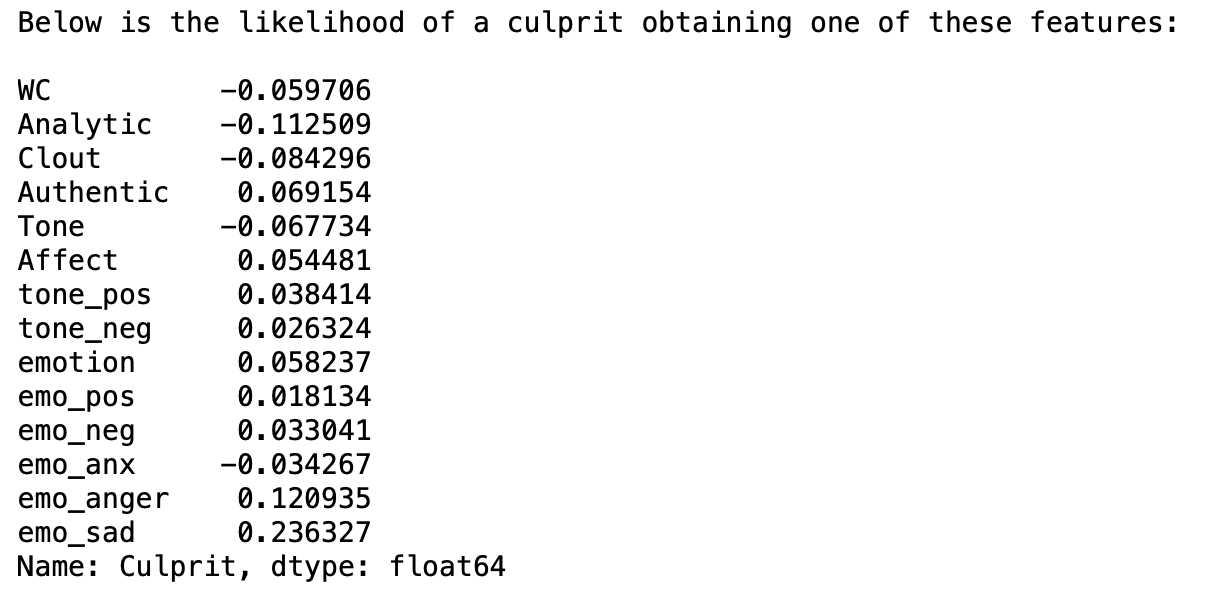 Below is the likelihood of a culprit obtaining one of these features:
WC -0.059706
Analytic -0.112509
Clout -0.084296
Authentic 0.069154
Tone -0.067734
Affect 0.054481
tone_pos 0.038414
tone_neg 0.026324
emotion 0.058237
emo_pos 0.018134
emo_neg 0.033041
emo_anx -0.034267
emo_anger 0.120935
emo_sad 0.236327
Name: Culprit, dtype: float64